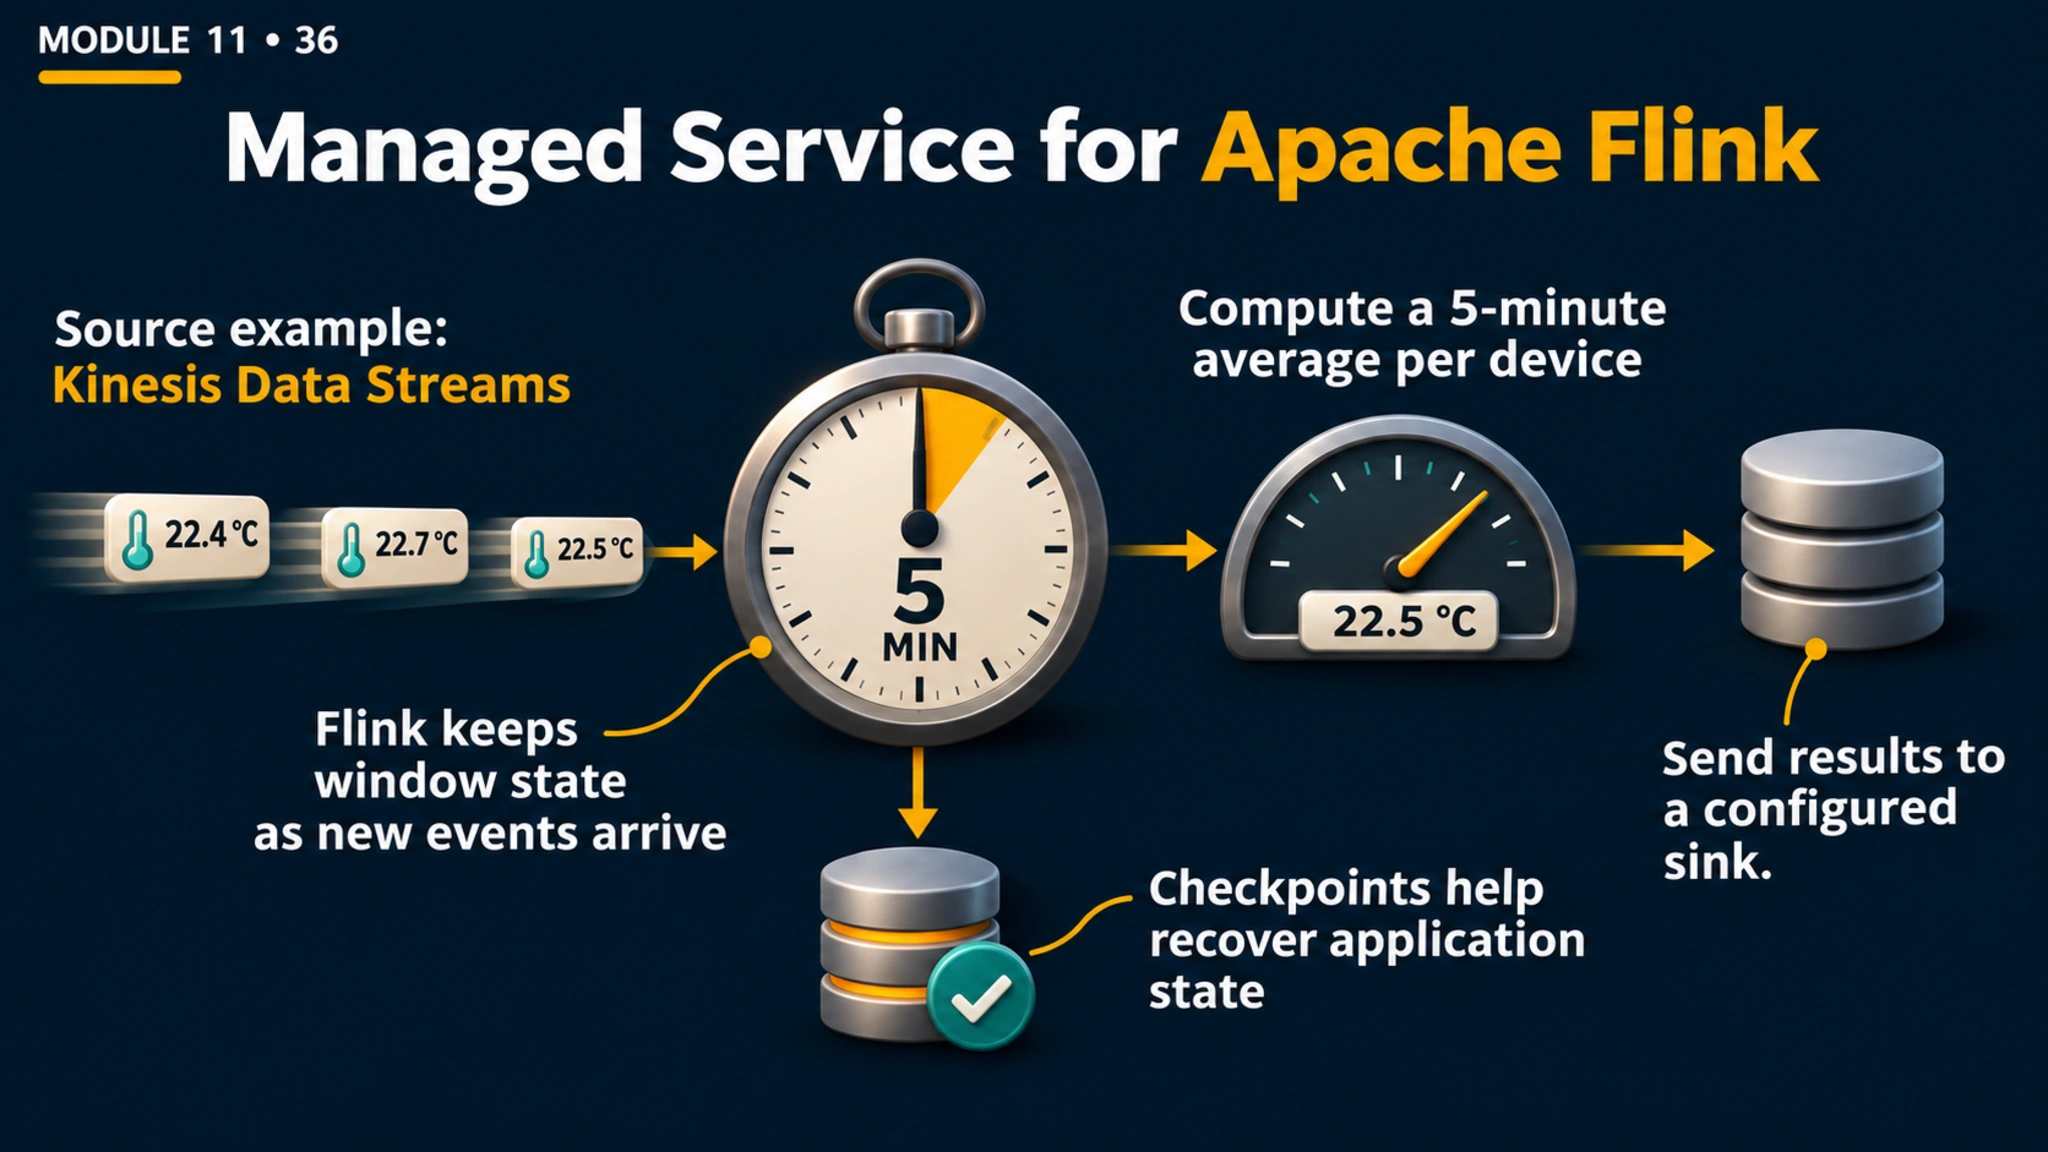 MODULE 11 • 36
Managed Service for Apache Flink
Source example:
Kinesis Data Streams
22.4 °C
22.7 °C
22.5 °C
5
MIN
Compute a 5-minute
average per device
22.5 °C
Flink keeps
window state
as new events arrive
Send results to
a configured
sink.
Checkpoints help
recover application
state